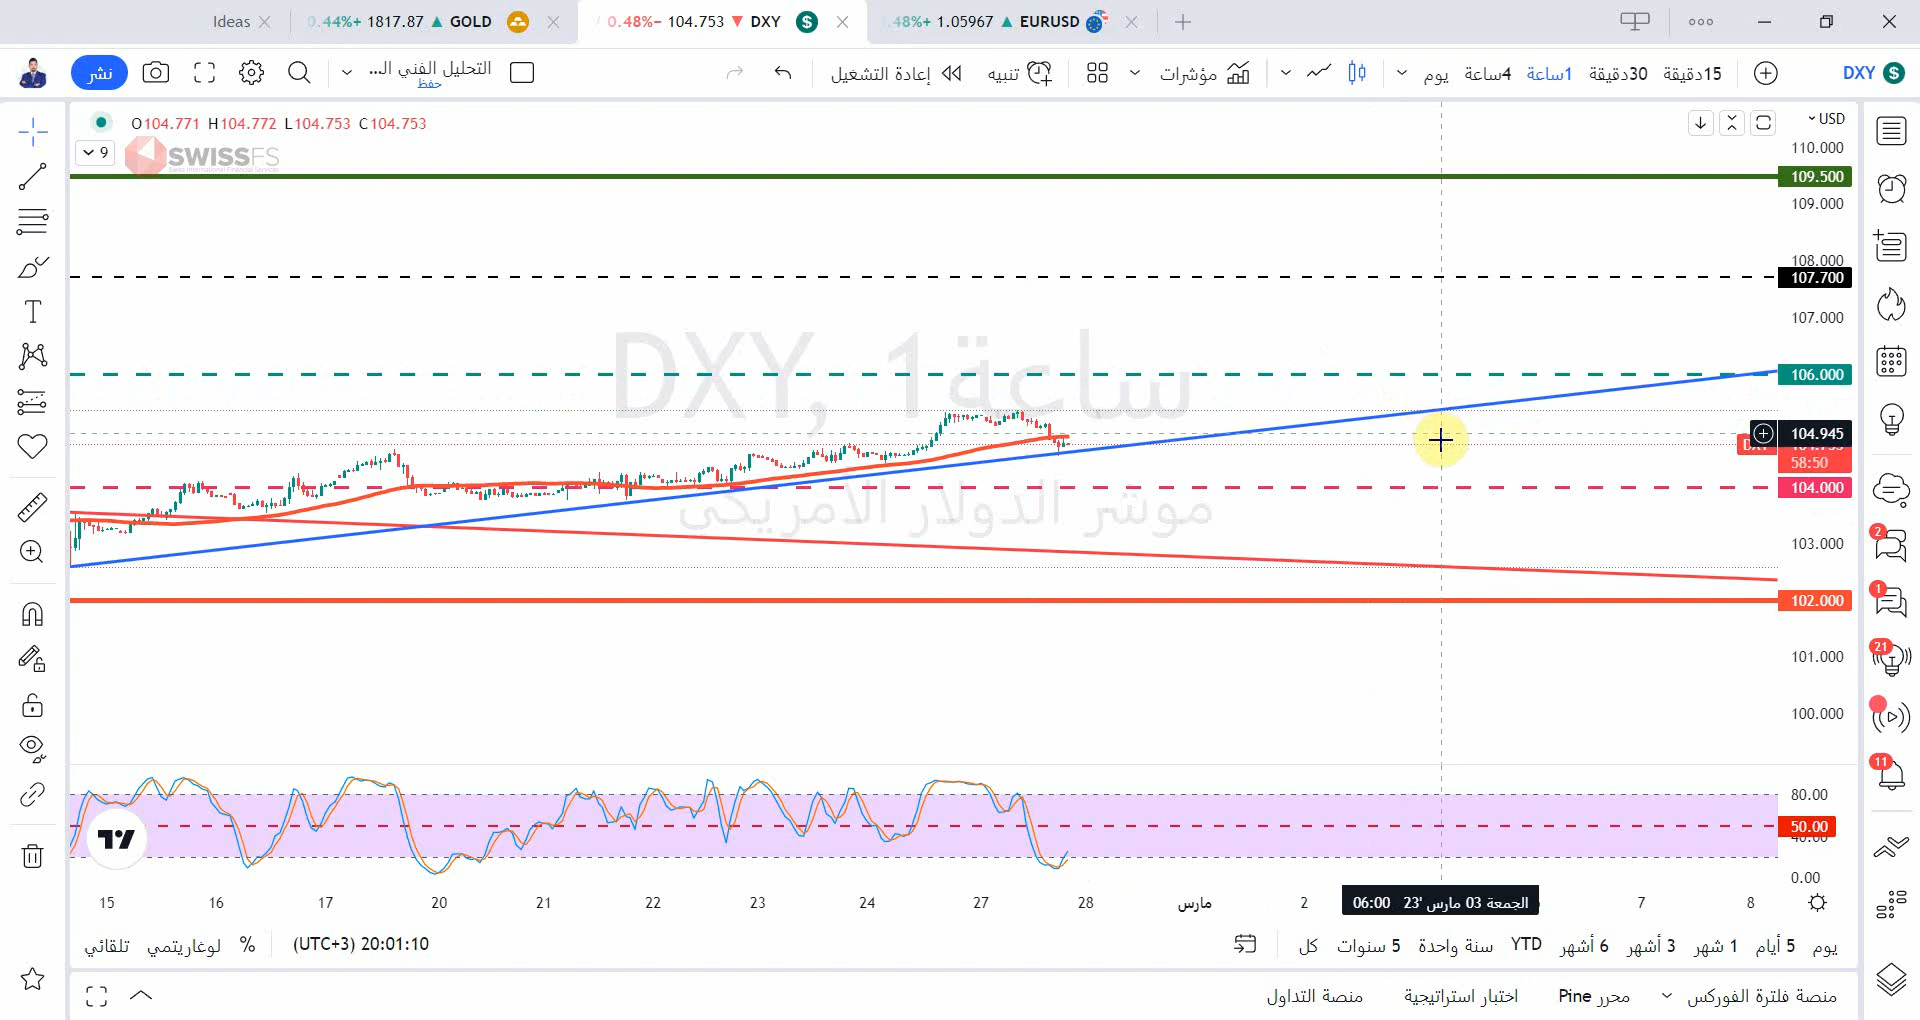 Ideas
0.44%+ 1817.87 ▲ GOLD
0.48%− 104.753 ▼ DXY
48%+ 1.05967 ▲ EURUSD
نشر
التحليل الفني ال...
حفظ
إعادة التشغيل
تنبيه
مؤشرات
يوم
4ساعة
1ساعة
30دقيقة
15دقيقة
DXY
O104.771 H104.772 L104.753 C104.753
9
SWISSFS
Swiss International Financial Services
USD
110.000
109.500
109.000
108.000
107.700
107.000
106.000
104.945
58:50
104.000
103.000
102.000
101.000
100.000
DXY, 1ساعة
موشر الدولار الامريكي
80.00
50.00
40.00
0.00
15 16 17 20 21 22 23 24 27 28 مارس 2 7 8
الجمعة 03 مارس '23 06:00
تلقائي
لوغاريتمي
%
20:01:10 (UTC+3)
كل
5 سنوات
سنة واحدة
YTD
6 أشهر
3 أشهر
1 شهر
5 أيام
يوم
منصة فلترة الفوركس
محرر Pine
اختبار استراتيجية
منصة التداول
2
1
21
11